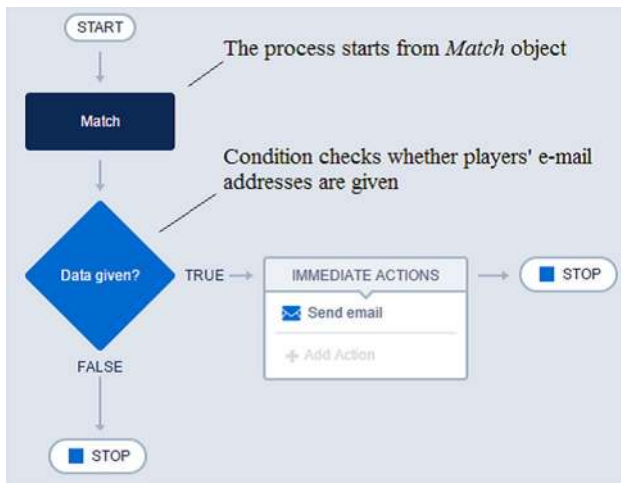 START
The process starts from Match object
Match
Condition checks whether players' e-mail
addresses are given
Data given?
TRUE
IMMEDIATE ACTIONS
STOP
Send email
Add Action
FALSE
STOP